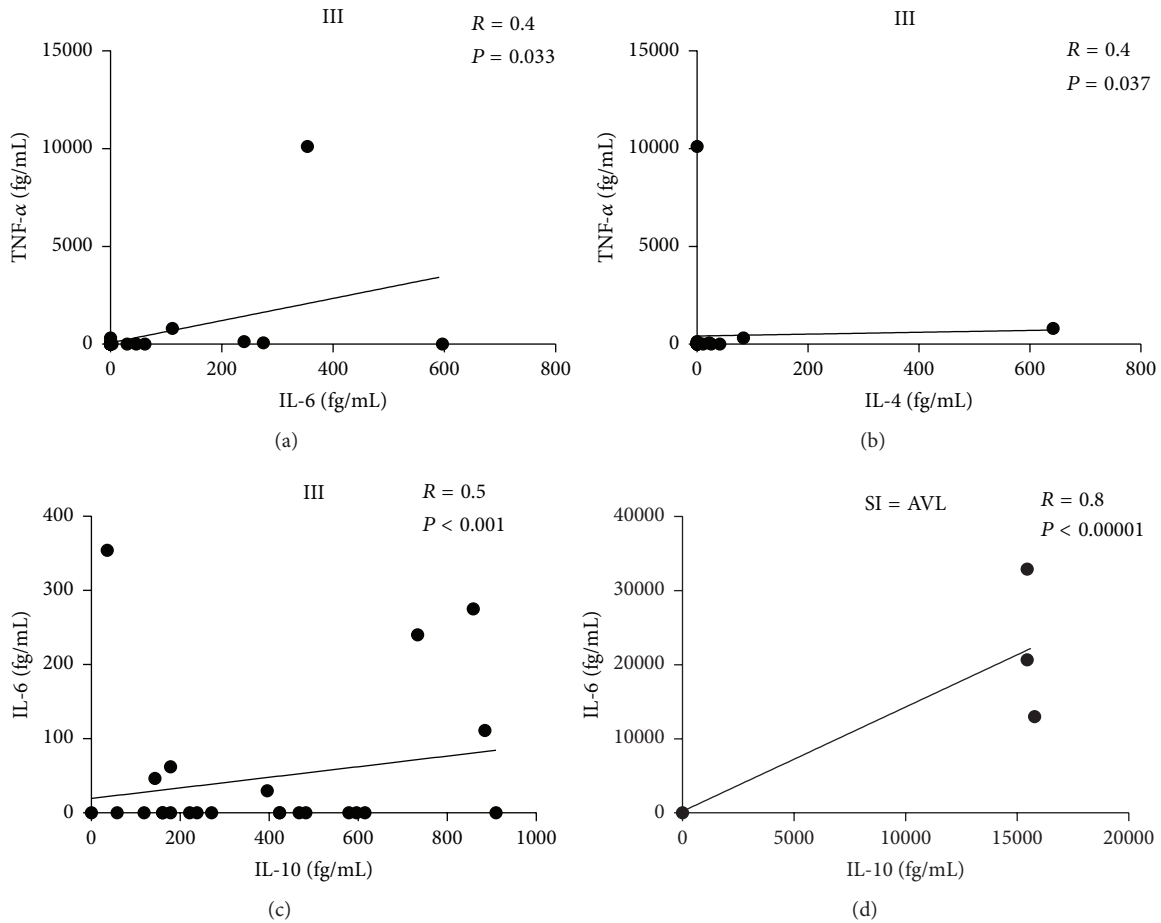 III
R = 0.4
P = 0.033
15000
10000
5000
0
TNF-α (fg/mL)
0 200 400 600 800
IL-6 (fg/mL)
(a)
III
R = 0.4
P = 0.037
15000
10000
5000
0
TNF-α (fg/mL)
0 200 400 600 800
IL-4 (fg/mL)
(b)
III
R = 0.5
P < 0.001
400
300
200
100
0
IL-6 (fg/mL)
0 200 400 600 800 1000
IL-10 (fg/mL)
(c)
SI = AVL
R = 0.8
P < 0.00001
40000
30000
20000
10000
0
IL-6 (fg/mL)
0 5000 10000 15000 20000
IL-10 (fg/mL)
(d)